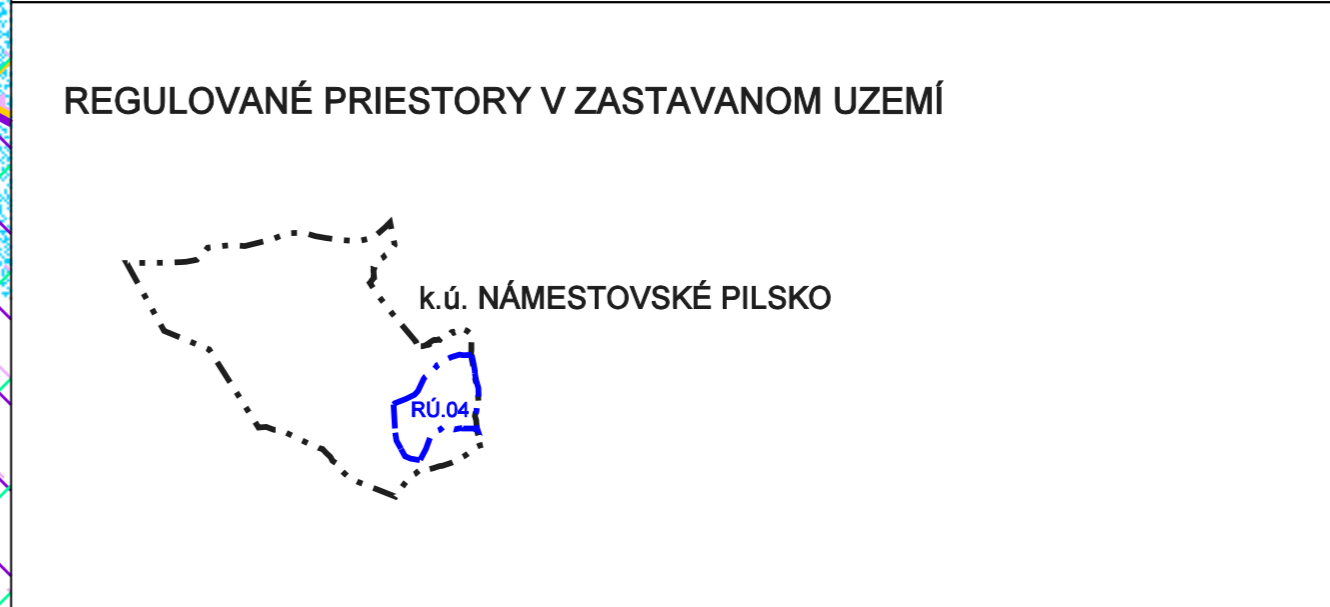 REGULOVANÉ PRIESTORY V ZASTAVANOM UZEMÍ
k.ú. NÁMESTOVSKÉ PILSKO
RÚ.04